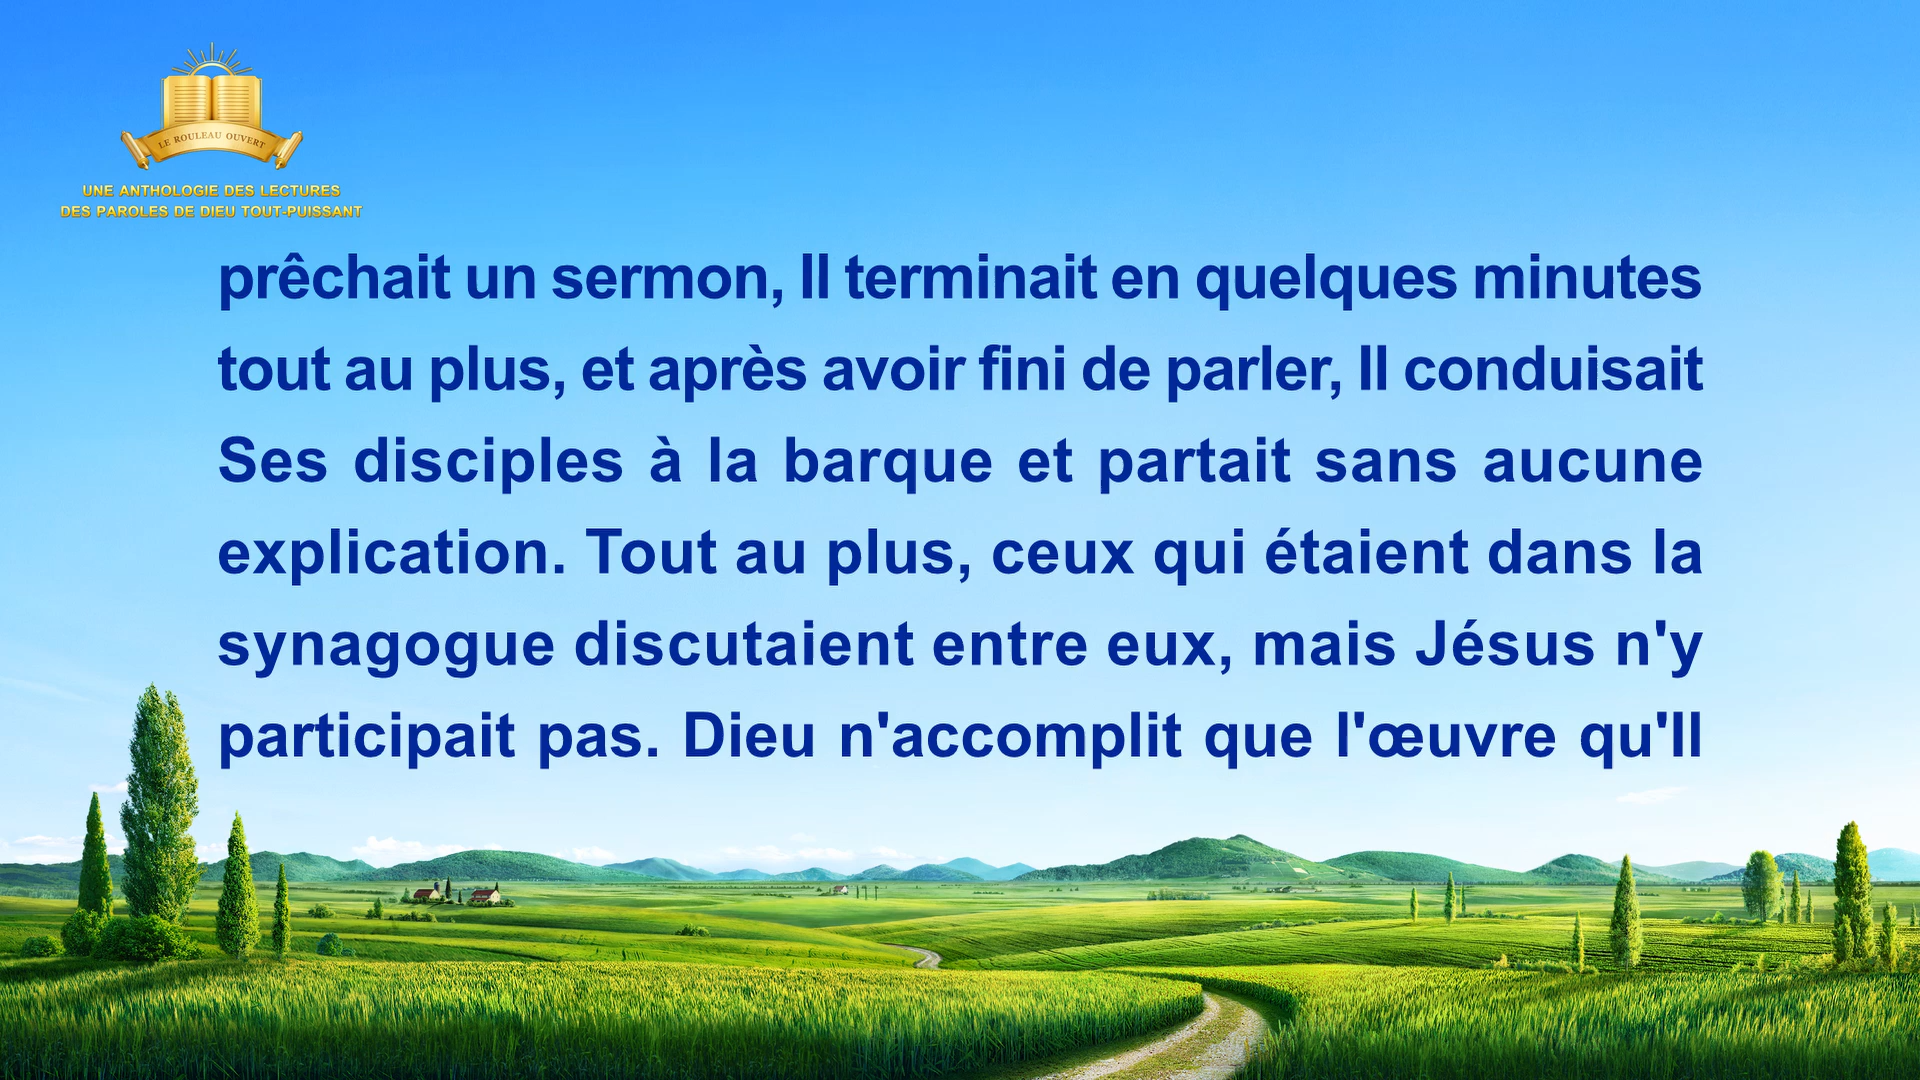 LE ROULEAU OUVERT
UNE ANTHOLOGIE DES LECTURES
DES PAROLES DE DIEU TOUT-PUISSANT
prêchait un sermon, Il terminait en quelques minutes
tout au plus, et après avoir fini de parler, Il conduisait
Ses disciples à la barque et partait sans aucune
explication. Tout au plus, ceux qui étaient dans la
synagogue discutaient entre eux, mais Jésus n'y
participait pas. Dieu n'accomplit que l'œuvre qu'Il